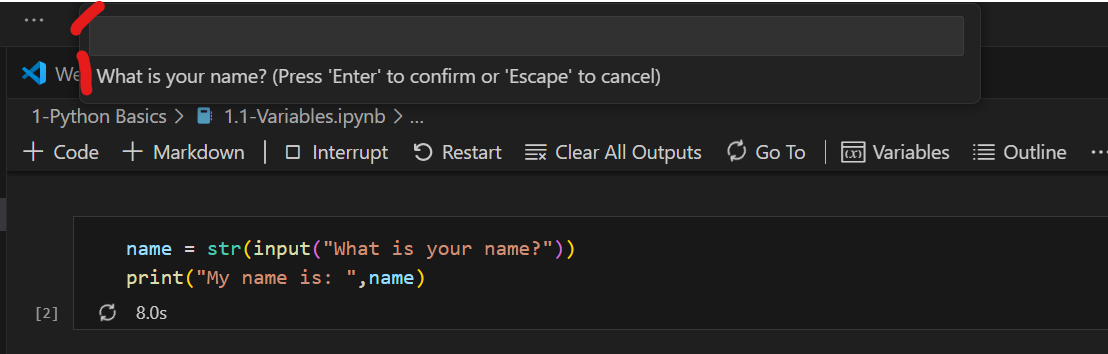 ...
What is your name? (Press 'Enter' to confirm or 'Escape' to cancel)
We
1-Python Basics > 1.1-Variables.ipynb > ...
+ Code + Markdown | Interrupt Restart Clear All Outputs Go To | (x) Variables Outline ...
name = str(input("What is your name?"))
print("My name is: ",name)
[2] 8.0s